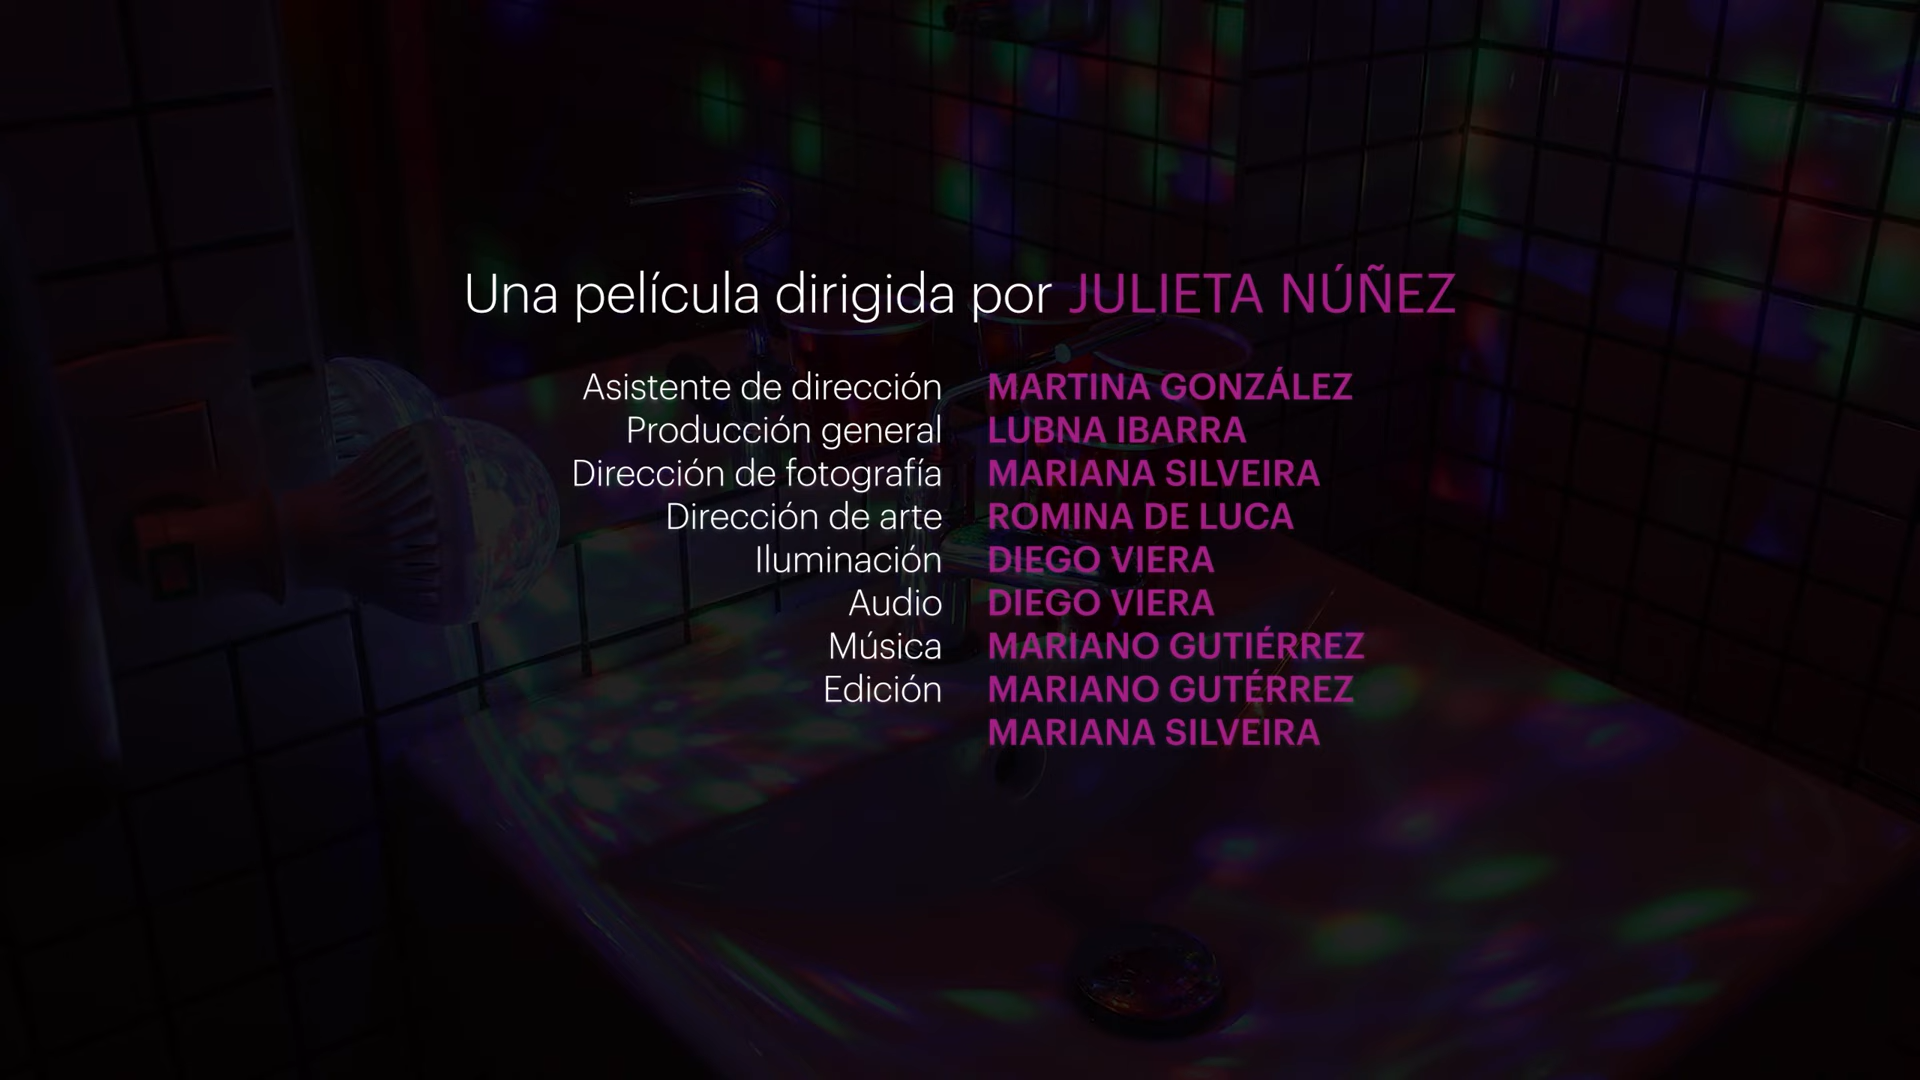 Una película dirigida por JULIETA NÚÑEZ
Asistente de dirección MARTINA GONZÁLEZ
Producción general LUBNA IBARRA
Dirección de fotografía MARIANA SILVEIRA
Dirección de arte ROMINA DE LUCA
Iluminación DIEGO VIERA
Audio DIEGO VIERA
Música MARIANO GUTIÉRREZ
Edición MARIANO GUTÉRREZ
MARIANA SILVEIRA